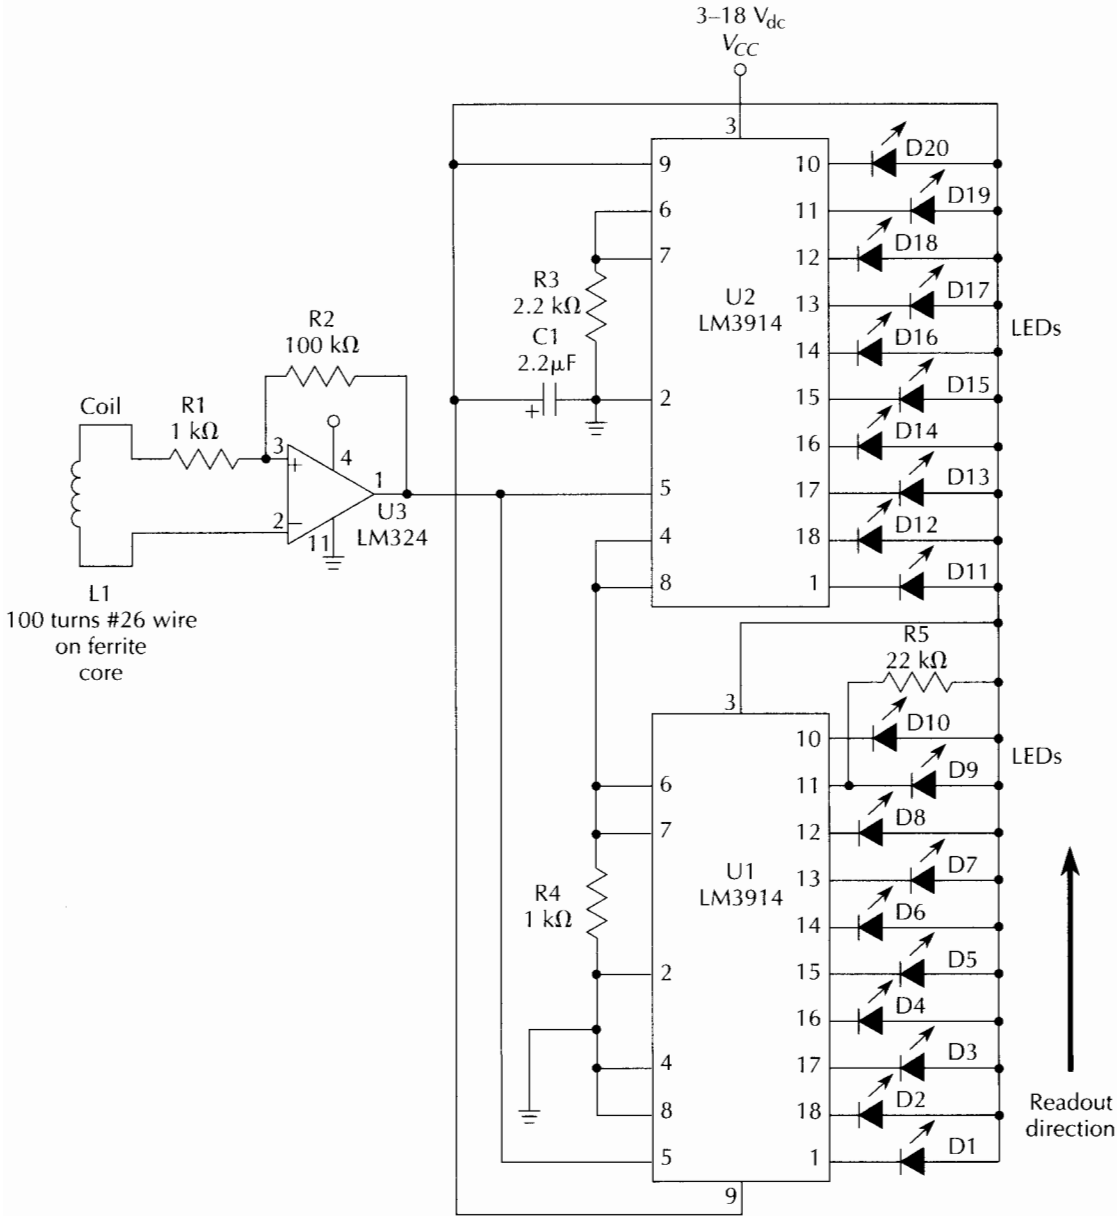 3–18 Vdc
VCC
3
9
10
D20
6
11
D19
7
12
D18
R3
2.2 kΩ
U2
LM3914
13
D17
LEDs
C1
2.2µF
14
D16
R2
100 kΩ
2
15
D15
Coil
R1
1 kΩ
16
D14
3
+
4
1
5
17
D13
U3
LM324
2
–
11
4
18
D12
8
1
D11
L1
100 turns #26 wire
on ferrite
core
R5
22 kΩ
3
10
D10
LEDs
6
11
D9
7
12
D8
U1
LM3914
13
D7
R4
1 kΩ
14
D6
2
15
D5
16
D4
4
17
D3
8
18
D2
Readout
direction
5
1
D1
9
+